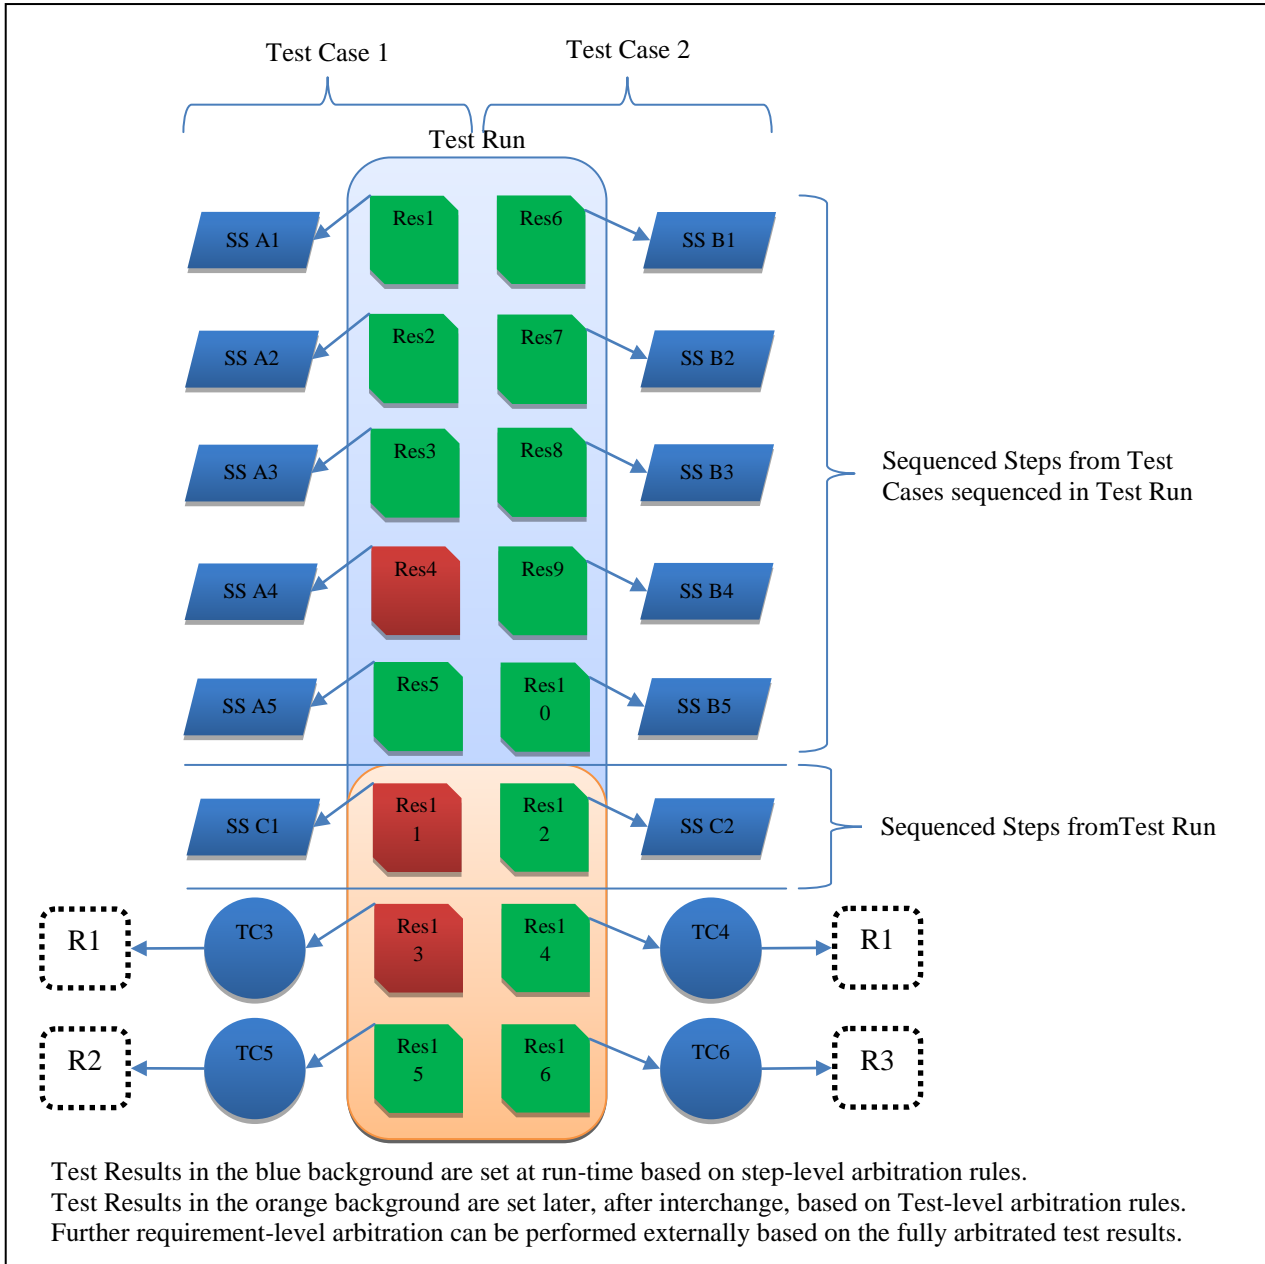 Test Case 1
Test Case 2
Test Run
SS A1
Res1
Res6
SS B1
SS A2
Res2
Res7
SS B2
SS A3
Res3
Res8
SS B3
Sequenced Steps from Test
Cases sequenced in Test Run
SS A4
Res4
Res9
SS B4
SS A5
Res5
Res1
0
SS B5
SS C1
Res1
1
Res1
2
SS C2
Sequenced Steps fromTest Run
R1
TC3
Res1
3
Res1
4
TC4
R1
R2
TC5
Res1
5
Res1
6
TC6
R3
Test Results in the blue background are set at run-time based on step-level arbitration rules.
Test Results in the orange background are set later, after interchange, based on Test-level arbitration rules.
Further requirement-level arbitration can be performed externally based on the fully arbitrated test results.